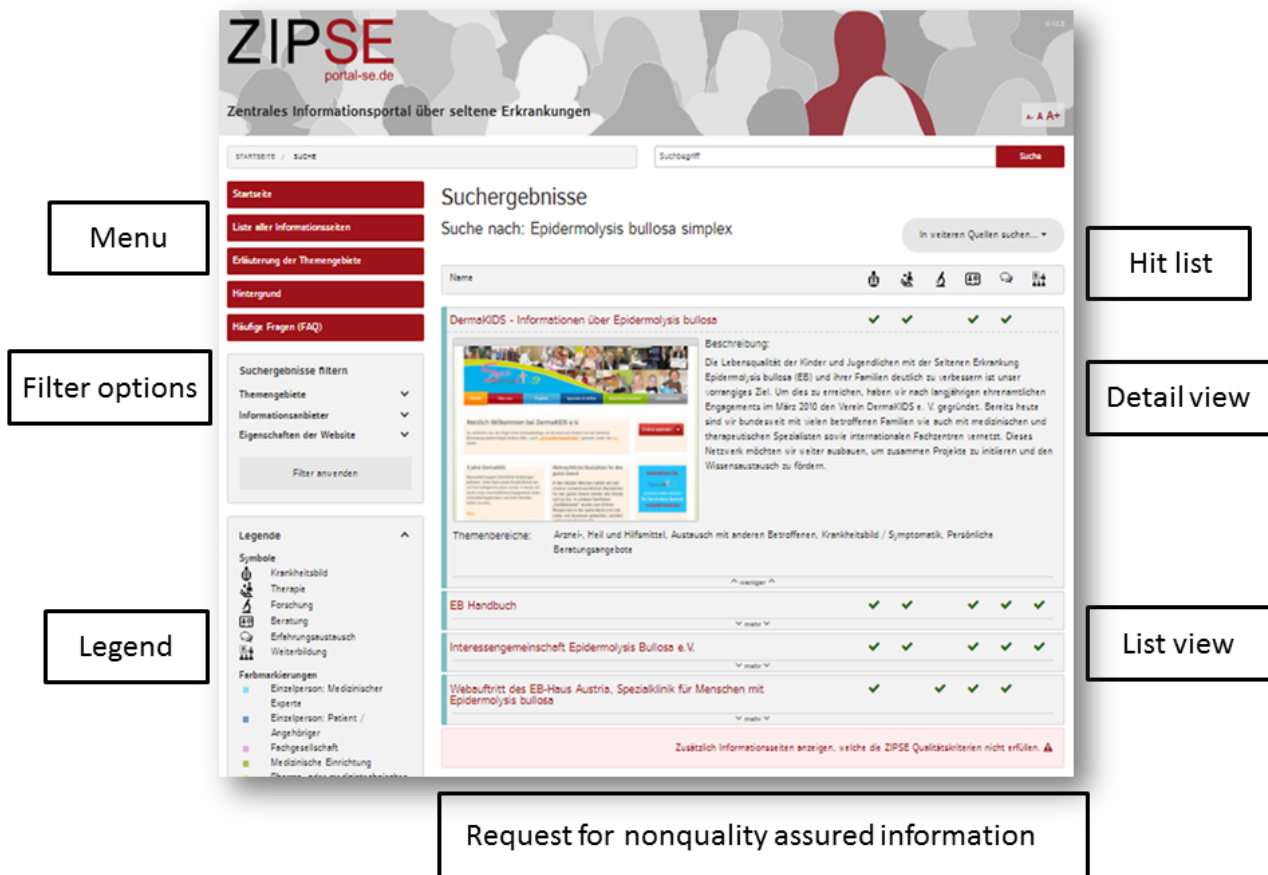 ZIPSE
portal-se.de
Zentrales Informationsportal über seltene Erkrankungen
0.43.8
A- A A+
STARTSEITE / SUCHE
Suchbegriff
Suche
Menu
Startseite
Liste aller Informationsseiten
Erläuterung der Themengebiete
Hintergrund
Häufige Fragen (FAQ)
Filter options
Suchergebnisse filtern
Themengebiete
Informationsanbieter
Eigenschaften der Website
Filter anwenden
Legend
Legende
Symbole
Krankheitsbild
Therapie
Forschung
Beratung
Erfahrungsaustausch
Weiterbildung
Farbmarkierungen
Einzelperson: Medizinischer
Experte
Einzelperson: Patient /
Angehöriger
Fachgesellschaft
Medizinische Einrichtung
Pharma- oder medizintechnisches
Suchergebnisse
Suche nach: Epidermolysis bullosa simplex
In weiteren Quellen suchen...
Hit list
Name
DermaKIDS - Informationen über Epidermolysis bullosa
Herzlich Willkommen bei DermaKIDS e.V.
Beschreibung:
Die Lebensqualität der Kinder und Jugendlichen mit der Seltenen Erkrankung
Epidermolysis bullosa (EB) und ihrer Familien deutlich zu verbessern ist unser
vorrangiges Ziel. Um dies zu erreichen, haben wir nach langjährigen ehrenamtlichen
Engagements im März 2010 den Verein DermaKIDS e. V. gegründet. Bereits heute
sind wir bundesweit mit vielen betroffenen Familien wie auch mit medizinischen und
therapeutischen Spezialisten sowie internationalen Fachzentren vernetzt. Dieses
Netzwerk möchten wir weiter ausbauen, um zusammen Projekte zu initiieren und den
Wissensaustausch zu fördern.
Detail view
Themenbereiche: Arznei-, Heil und Hilfsmittel, Austausch mit anderen Betroffenen, Krankheitsbild / Symptomatik, Persönliche
Beratungsangebote
weniger
EB Handbuch
mehr
Interessengemeinschaft Epidermolysis Bullosa e.V.
mehr
List view
Webauftritt des EB-Haus Austria, Spezialklinik für Menschen mit
Epidermolysis bullosa
mehr
Zusätzlich Informationsseiten anzeigen, welche die ZIPSE Qualitätskriterien nicht erfüllen.
Request for nonquality assured information